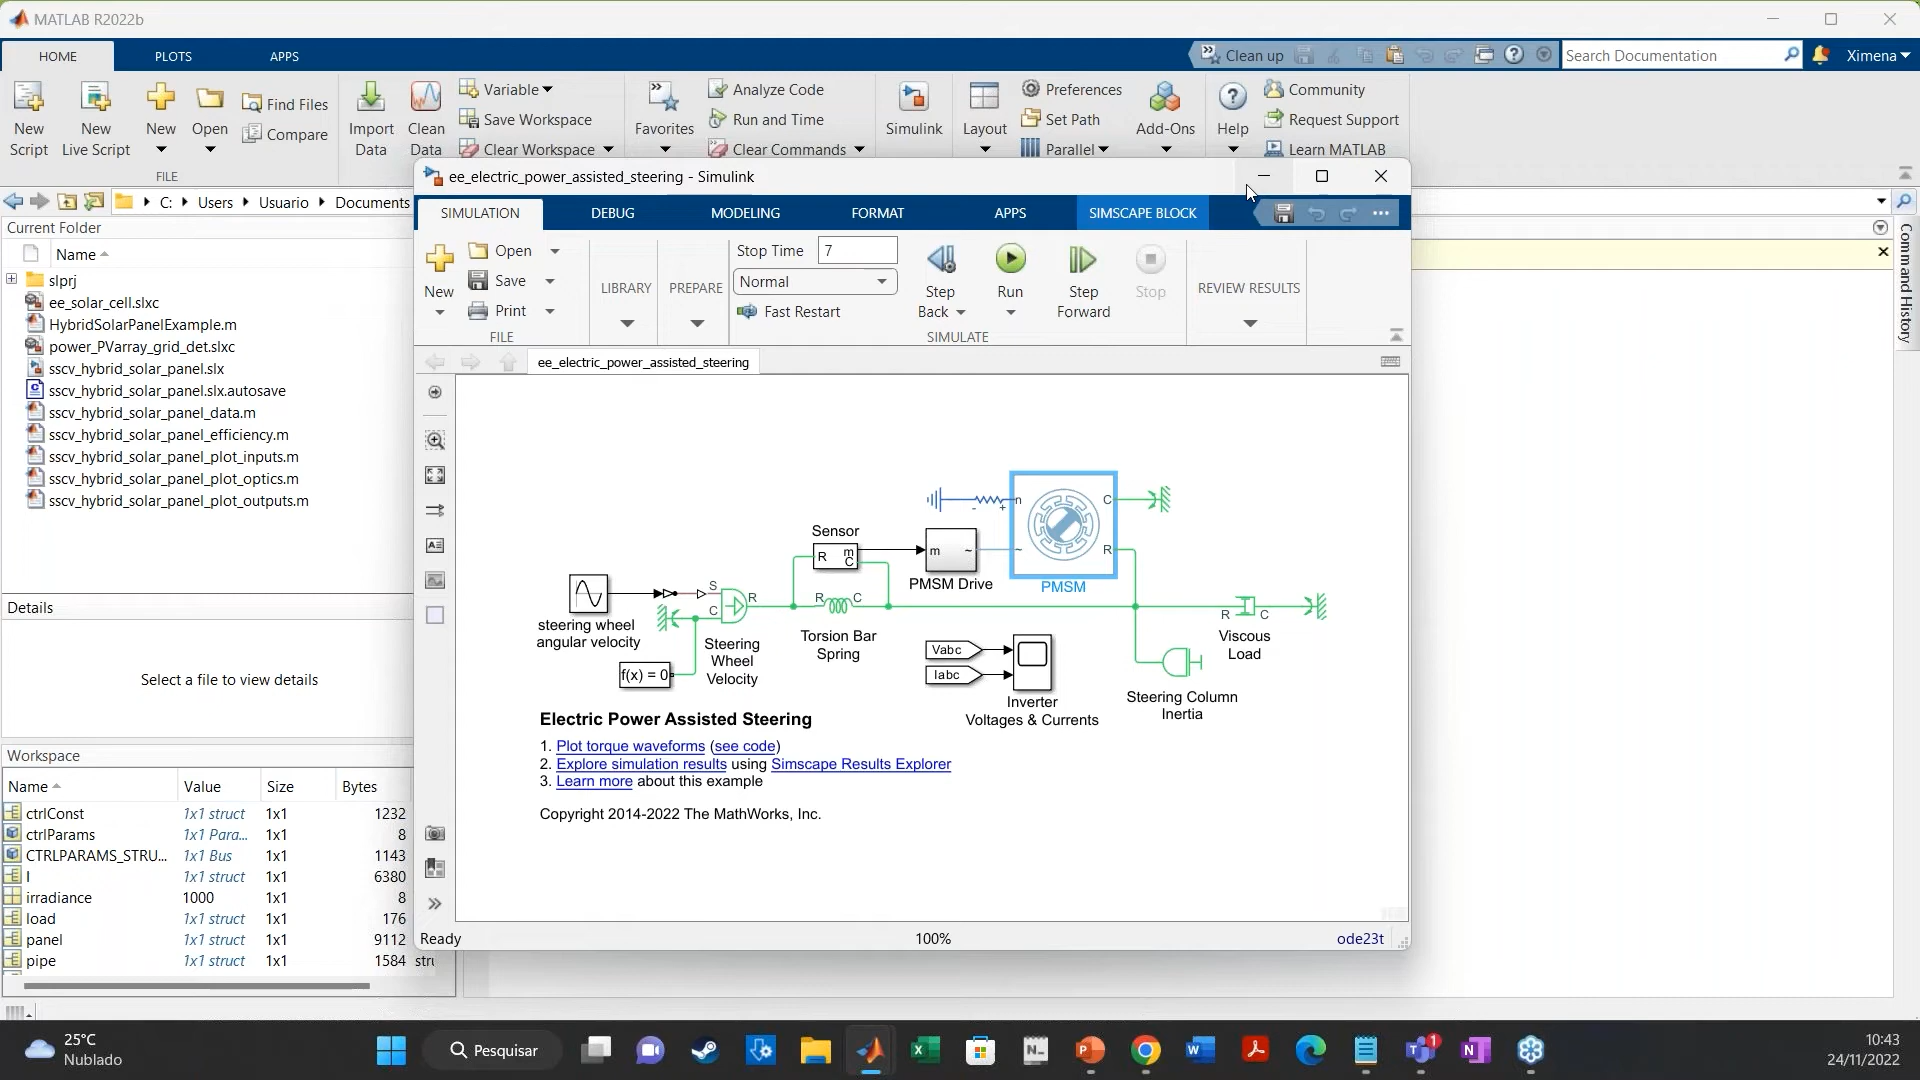 MATLAB R2022b
HOME
PLOTS
APPS
Clean up
Search Documentation
Ximena
New Script
New Live Script
New
Open
Find Files
Compare
FILE
Import Data
Clean Data
Variable
Save Workspace
Clear Workspace
Favorites
Analyze Code
Run and Time
Clear Commands
Simulink
Layout
Preferences
Set Path
Parallel
Add-Ons
Help
Community
Request Support
Learn MATLAB
C:
Users
Usuario
Documents
Current Folder
Name
slprj
ee_solar_cell.slxc
HybridSolarPanelExample.m
power_PVarray_grid_det.slxc
sscv_hybrid_solar_panel.slx
sscv_hybrid_solar_panel.slx.autosave
sscv_hybrid_solar_panel_data.m
sscv_hybrid_solar_panel_efficiency.m
sscv_hybrid_solar_panel_plot_inputs.m
sscv_hybrid_solar_panel_plot_optics.m
sscv_hybrid_solar_panel_plot_outputs.m
Details
Select a file to view details
Workspace
Name Value Size Bytes
ctrlConst 1x1 struct 1x1 1232
ctrlParams 1x1 Para... 1x1 8
CTRLPARAMS_STRU... 1x1 Bus 1x1 1143
I 1x1 struct 1x1 6380
irradiance 1000 1x1 8
load 1x1 struct 1x1 176
panel 1x1 struct 1x1 9112
pipe 1x1 struct 1x1 1584 stru
Command History
ee_electric_power_assisted_steering - Simulink
SIMULATION
DEBUG
MODELING
FORMAT
APPS
SIMSCAPE BLOCK
New
Open
Save
Print
FILE
LIBRARY
PREPARE
Stop Time 7
Normal
Fast Restart
Step Back
Run
Step Forward
Stop
SIMULATE
REVIEW RESULTS
ee_electric_power_assisted_steering
n
C
~
R
PMSM
Sensor
R
m
C
m
~
PMSM Drive
S
C
R
R
C
steering wheel
angular velocity
Steering
Wheel
Velocity
f(x) = 0
Torsion Bar
Spring
Vabc
Iabc
Inverter
Voltages & Currents
R
C
Viscous
Load
Steering Column
Inertia
Electric Power Assisted Steering
1. Plot torque waveforms (see code)
2. Explore simulation results using Simscape Results Explorer
3. Learn more about this example
Copyright 2014-2022 The MathWorks, Inc.
Ready
100%
ode23t
25°C
Nublado
Pesquisar
1
10:43
24/11/2022